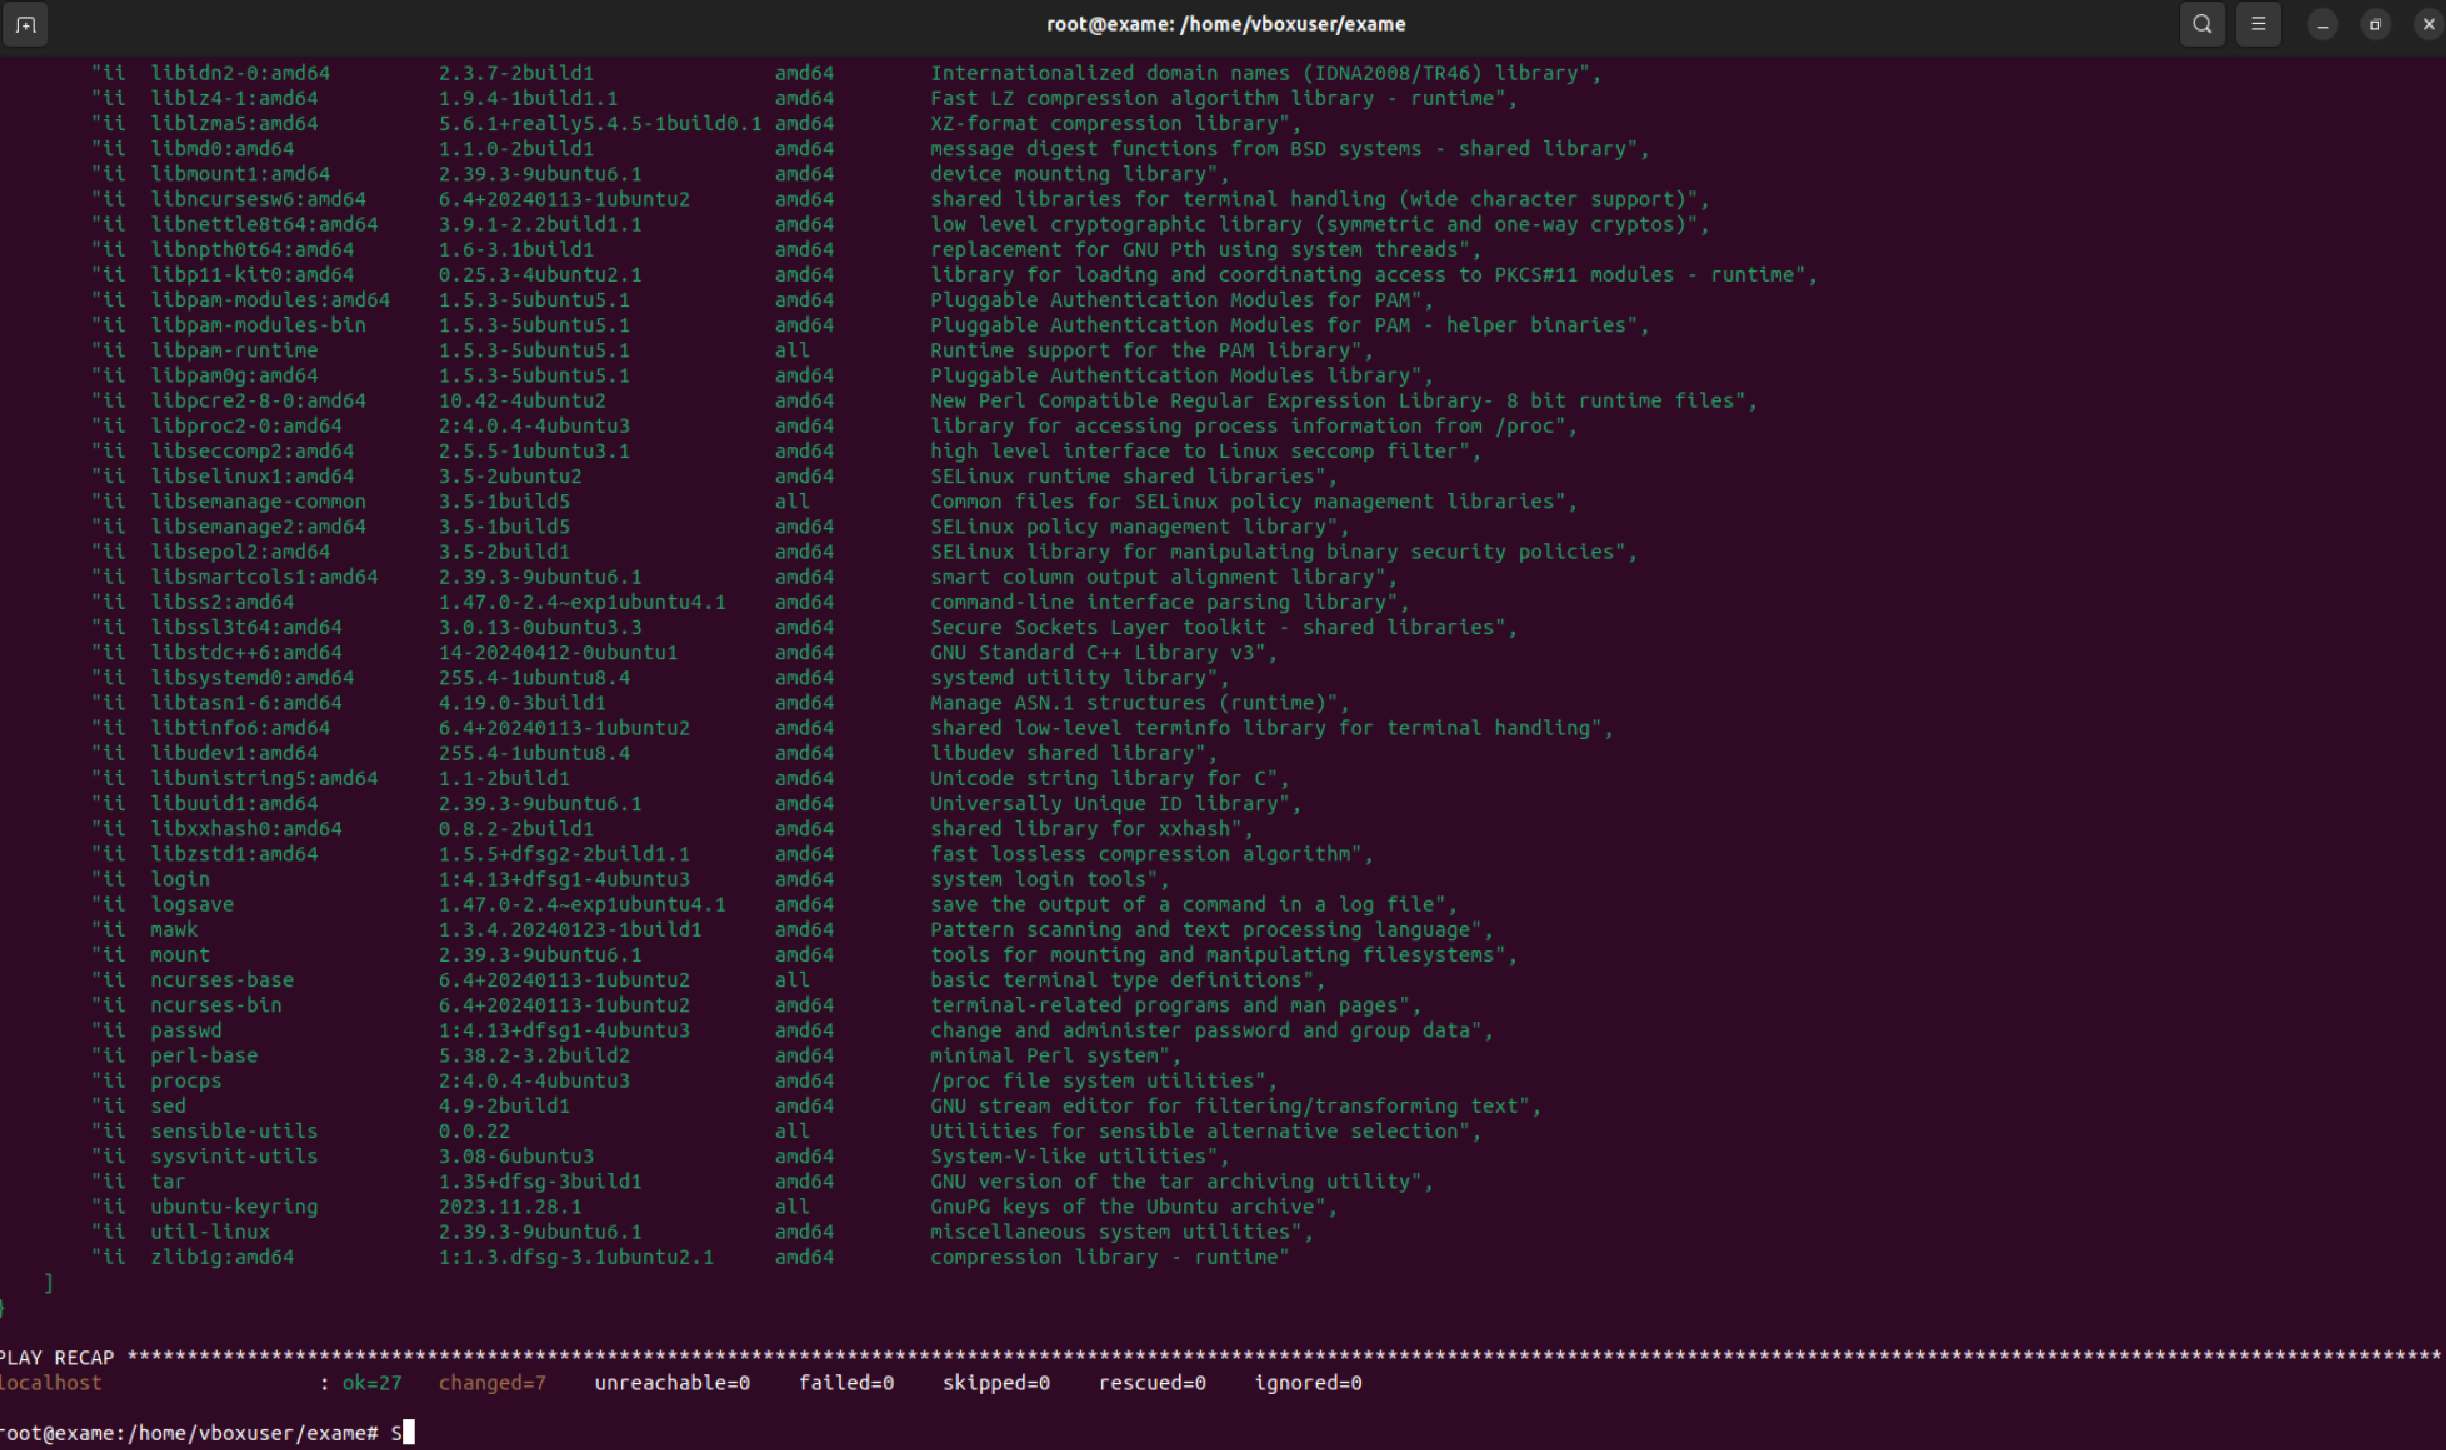 root@exame: /home/vboxuser/exame
"ii  libidn2-0:amd64         2.3.7-2build1               amd64        Internationalized domain names (IDNA2008/TR46) library",
"ii  liblz4-1:amd64          1.9.4-1build1.1             amd64        Fast LZ compression algorithm library - runtime",
"ii  liblzma5:amd64          5.6.1+really5.4.5-1build0.1 amd64        XZ-format compression library",
"ii  libmd0:amd64            1.1.0-2build1               amd64        message digest functions from BSD systems - shared library",
"ii  libmount1:amd64         2.39.3-9ubuntu6.1           amd64        device mounting library",
"ii  libncursesw6:amd64      6.4+20240113-1ubuntu2       amd64        shared libraries for terminal handling (wide character support)",
"ii  libnettle8t64:amd64     3.9.1-2.2build1.1           amd64        low level cryptographic library (symmetric and one-way cryptos)",
"ii  libnpth0t64:amd64       1.6-3.1build1               amd64        replacement for GNU Pth using system threads",
"ii  libp11-kit0:amd64       0.25.3-4ubuntu2.1           amd64        library for loading and coordinating access to PKCS#11 modules - runtime",
"ii  libpam-modules:amd64    1.5.3-5ubuntu5.1            amd64        Pluggable Authentication Modules for PAM",
"ii  libpam-modules-bin      1.5.3-5ubuntu5.1            amd64        Pluggable Authentication Modules for PAM - helper binaries",
"ii  libpam-runtime          1.5.3-5ubuntu5.1            all          Runtime support for the PAM library",
"ii  libpam0g:amd64          1.5.3-5ubuntu5.1            amd64        Pluggable Authentication Modules library",
"ii  libpcre2-8-0:amd64      10.42-4ubuntu2              amd64        New Perl Compatible Regular Expression Library- 8 bit runtime files",
"ii  libproc2-0:amd64        2:4.0.4-4ubuntu3            amd64        library for accessing process information from /proc",
"ii  libseccomp2:amd64       2.5.5-1ubuntu3.1            amd64        high level interface to Linux seccomp filter",
"ii  libselinux1:amd64       3.5-2ubuntu2                amd64        SELinux runtime shared libraries",
"ii  libsemanage-common      3.5-1build5                 all          Common files for SELinux policy management libraries",
"ii  libsemanage2:amd64      3.5-1build5                 amd64        SELinux policy management library",
"ii  libsepol2:amd64         3.5-2build1                 amd64        SELinux library for manipulating binary security policies",
"ii  libsmartcols1:amd64     2.39.3-9ubuntu6.1           amd64        smart column output alignment library",
"ii  libss2:amd64            1.47.0-2.4~exp1ubuntu4.1    amd64        command-line interface parsing library",
"ii  libssl3t64:amd64        3.0.13-0ubuntu3.3           amd64        Secure Sockets Layer toolkit - shared libraries",
"ii  libstdc++6:amd64        14-20240412-0ubuntu1        amd64        GNU Standard C++ Library v3",
"ii  libsystemd0:amd64       255.4-1ubuntu8.4            amd64        systemd utility library",
"ii  libtasn1-6:amd64        4.19.0-3build1              amd64        Manage ASN.1 structures (runtime)",
"ii  libtinfo6:amd64         6.4+20240113-1ubuntu2       amd64        shared low-level terminfo library for terminal handling",
"ii  libudev1:amd64          255.4-1ubuntu8.4            amd64        libudev shared library",
"ii  libunistring5:amd64     1.1-2build1                 amd64        Unicode string library for C",
"ii  libuuid1:amd64          2.39.3-9ubuntu6.1           amd64        Universally Unique ID library",
"ii  libxxhash0:amd64        0.8.2-2build1               amd64        shared library for xxhash",
"ii  libzstd1:amd64          1.5.5+dfsg2-2build1.1       amd64        fast lossless compression algorithm",
"ii  login                   1:4.13+dfsg1-4ubuntu3       amd64        system login tools",
"ii  logsave                 1.47.0-2.4~exp1ubuntu4.1    amd64        save the output of a command in a log file",
"ii  mawk                    1.3.4.20240123-1build1      amd64        Pattern scanning and text processing language",
"ii  mount                   2.39.3-9ubuntu6.1           amd64        tools for mounting and manipulating filesystems",
"ii  ncurses-base            6.4+20240113-1ubuntu2       all          basic terminal type definitions",
"ii  ncurses-bin             6.4+20240113-1ubuntu2       amd64        terminal-related programs and man pages",
"ii  passwd                  1:4.13+dfsg1-4ubuntu3       amd64        change and administer password and group data",
"ii  perl-base               5.38.2-3.2build2            amd64        minimal Perl system",
"ii  procps                  2:4.0.4-4ubuntu3            amd64        /proc file system utilities",
"ii  sed                     4.9-2build1                 amd64        GNU stream editor for filtering/transforming text",
"ii  sensible-utils          0.0.22                      all          Utilities for sensible alternative selection",
"ii  sysvinit-utils          3.08-6ubuntu3               amd64        System-V-like utilities",
"ii  tar                     1.35+dfsg-3build1           amd64        GNU version of the tar archiving utility",
"ii  ubuntu-keyring          2023.11.28.1                all          GnuPG keys of the Ubuntu archive",
"ii  util-linux              2.39.3-9ubuntu6.1           amd64        miscellaneous system utilities",
"ii  zlib1g:amd64            1:1.3.dfsg-3.1ubuntu2.1     amd64        compression library - runtime"
]
}
PLAY RECAP *************************************************************************************************************************************************************************************************
localhost                  : ok=27   changed=7    unreachable=0    failed=0    skipped=0    rescued=0    ignored=0
root@exame:/home/vboxuser/exame# S